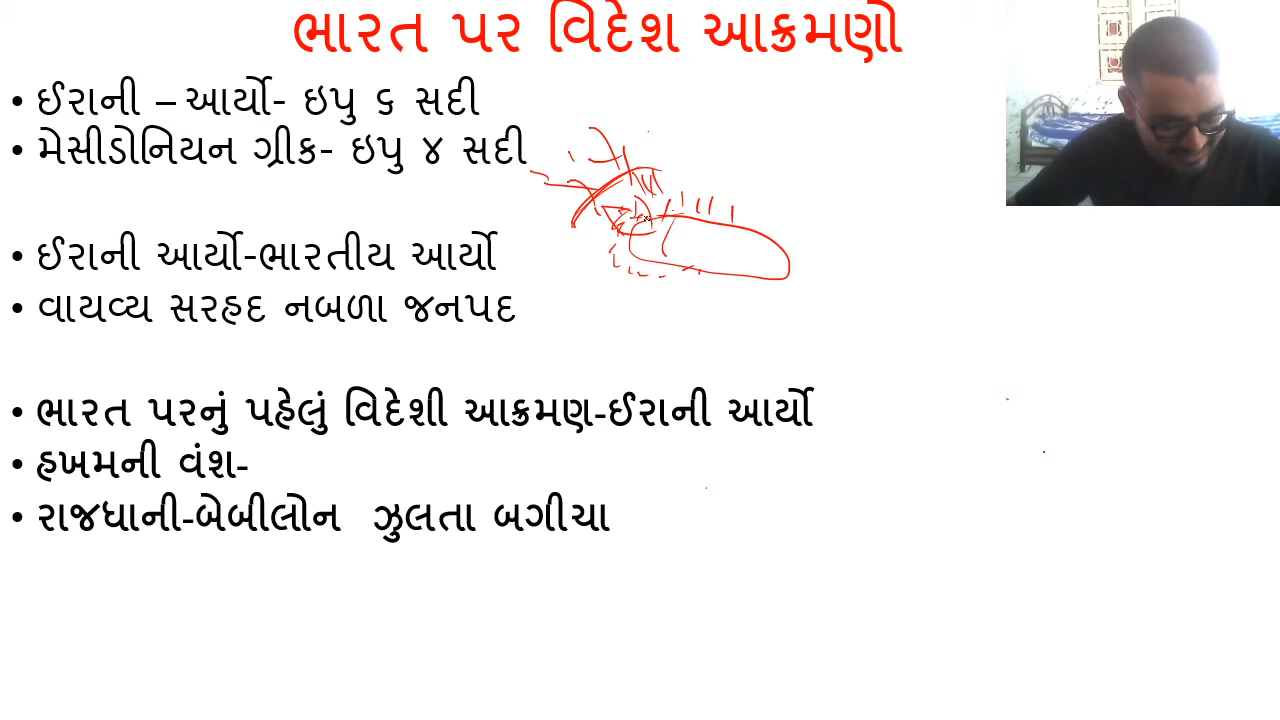 ભારત પર વિદેશ આક્રમણો
• ઈરાની – આર્યો- ઇપુ ૬ સદી
• મેસીડોનિયન ગ્રીક- ઇપુ ૪ સદી
• ઈરાની આર્યો-ભારતીય આર્યો
• વાયવ્ય સરહદ નબળા જનપદ
• ભારત પરનું પહેલું વિદેશી આક્રમણ-ઈરાની આર્યો
• હખમની વંશ-
• રાજધાની-બેબીલોન ઝુલતા બગીચા